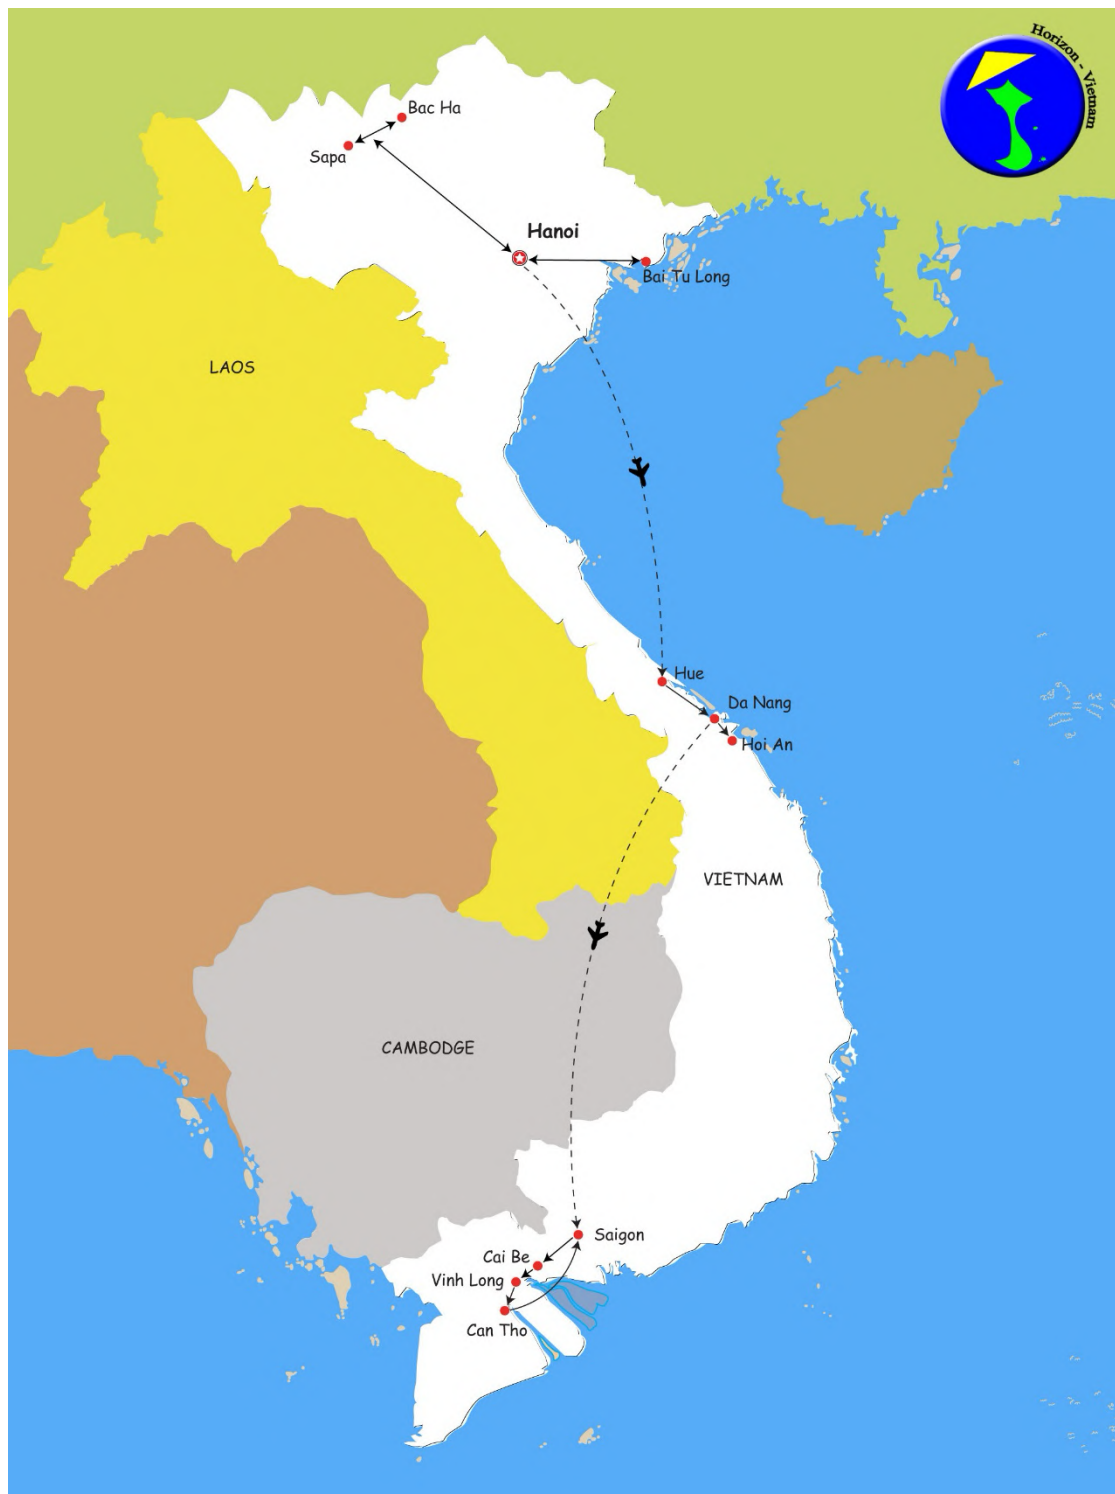 Horizon - Vietnam
Bac Ha
Sapa
Hanoi
Bai Tu Long
LAOS
Hue
Da Nang
Hoi An
VIETNAM
CAMBODGE
Saigon
Cai Be
Vinh Long
Can Tho